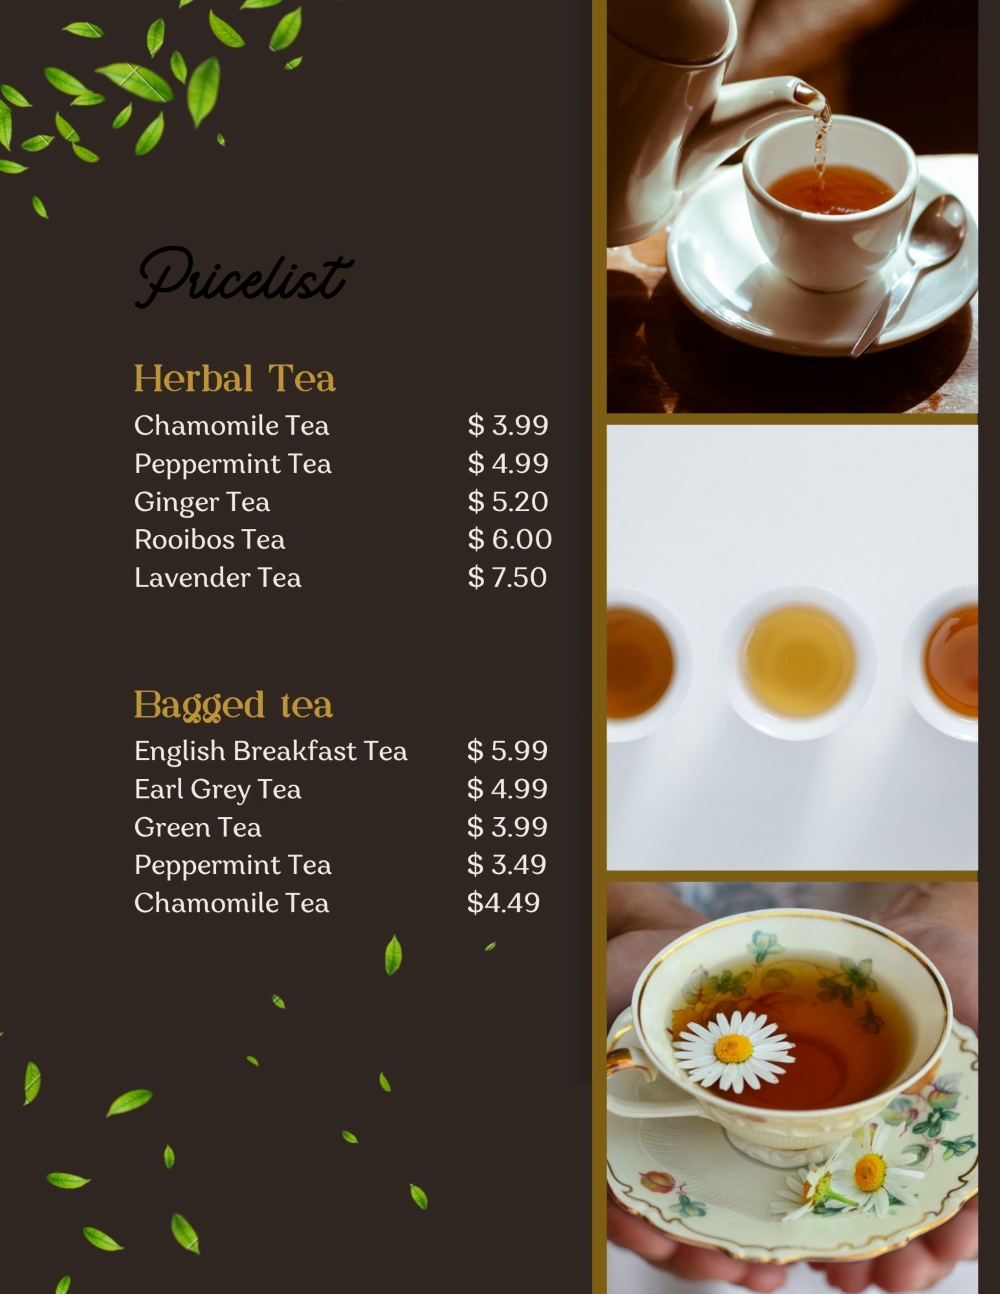 Pricelist
Herbal Tea
Chamomile Tea $ 3.99
Peppermint Tea $ 4.99
Ginger Tea $ 5.20
Rooibos Tea $ 6.00
Lavender Tea $ 7.50
Bagged tea
English Breakfast Tea $ 5.99
Earl Grey Tea $ 4.99
Green Tea $ 3.99
Peppermint Tea $ 3.49
Chamomile Tea $4.49